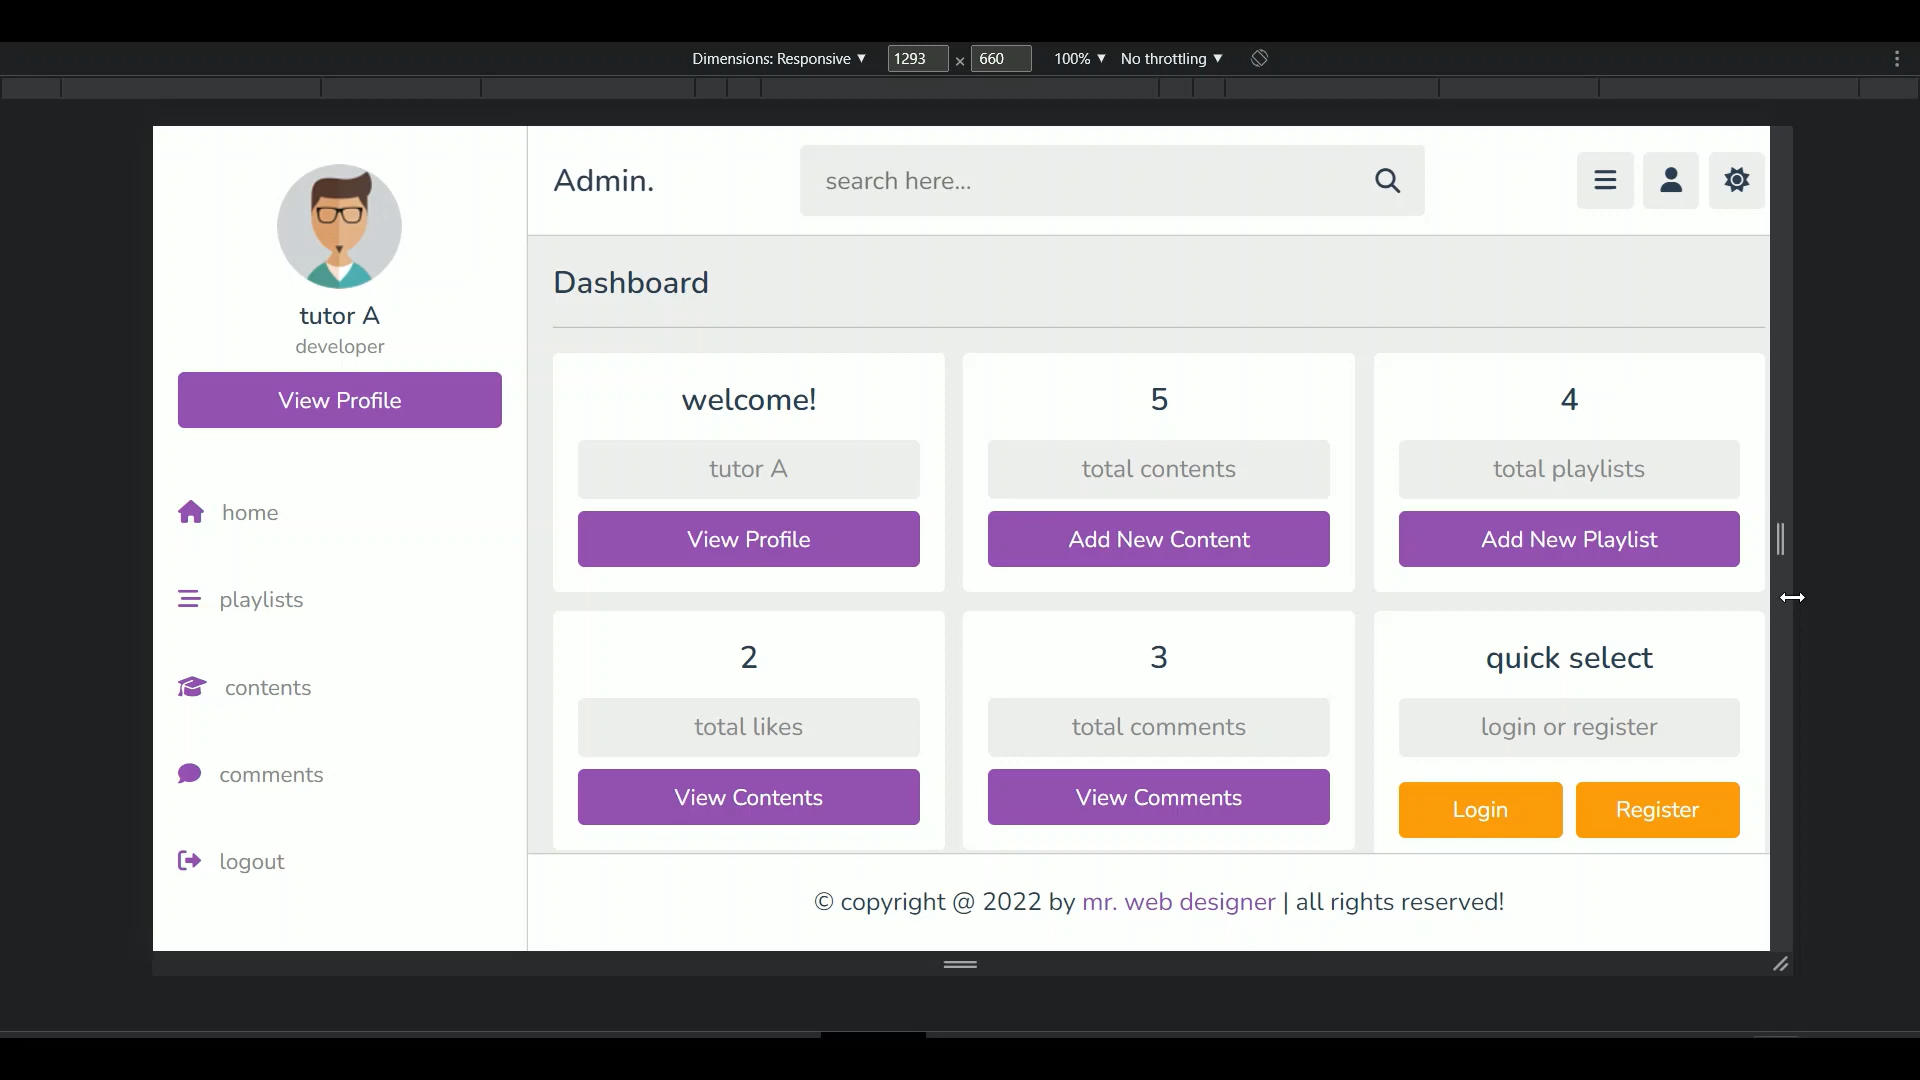 Dimensions: Responsive ▼ 1293 × 660 100% ▼ No throttling ▼
tutor A
developer
View Profile
home
playlists
contents
comments
logout
Admin.
search here...
Dashboard
welcome!
tutor A
View Profile
5
total contents
Add New Content
4
total playlists
Add New Playlist
2
total likes
View Contents
3
total comments
View Comments
quick select
login or register
Login Register
© copyright @ 2022 by mr. web designer | all rights reserved!